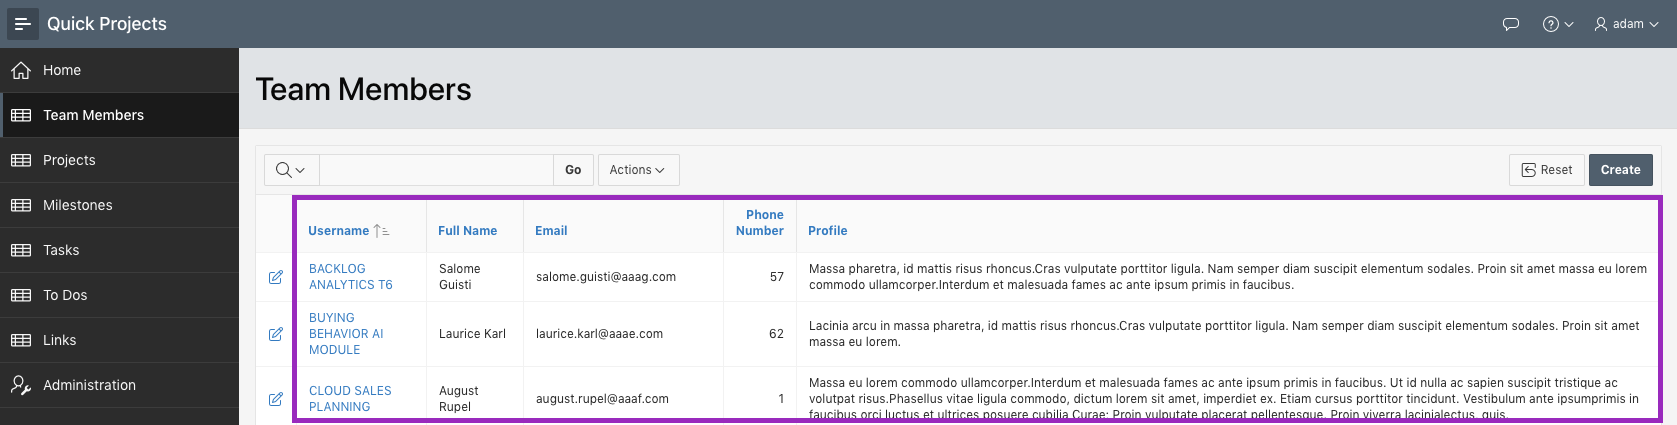 Quick Projects
adam
Home
Team Members
Projects
Milestones
Tasks
To Dos
Links
Administration
Team Members
Go
Actions
Reset
Create
Username
Full Name
Email
Phone
Number
Profile
BACKLOG
ANALYTICS T6
Salome
Guisti
salome.guisti@aaag.com
57
Massa pharetra, id mattis risus rhoncus.Cras vulputate porttitor ligula. Nam semper diam suscipit elementum sodales. Proin sit amet massa eu lorem
commodo ullamcorper.Interdum et malesuada fames ac ante ipsum primis in faucibus.
BUYING
BEHAVIOR AI
MODULE
Laurice Karl
laurice.karl@aaae.com
62
Lacinia arcu in massa pharetra, id mattis risus rhoncus.Cras vulputate porttitor ligula. Nam semper diam suscipit elementum sodales. Proin sit amet
massa eu lorem.
CLOUD SALES
PLANNING
August
Rupel
august.rupel@aaaf.com
1
Massa eu lorem commodo ullamcorper.Interdum et malesuada fames ac ante ipsum primis in faucibus. Ut id nulla ac sapien suscipit tristique ac
volutpat risus.Phasellus vitae ligula commodo, dictum lorem sit amet, imperdiet ex. Etiam cursus porttitor tincidunt. Vestibulum ante ipsumprimis in
faucibus orci luctus et ultrices posuere cubilia Curae; Proin vulputate placerat pellentesque. Proin viverra lacinialectus, quis.